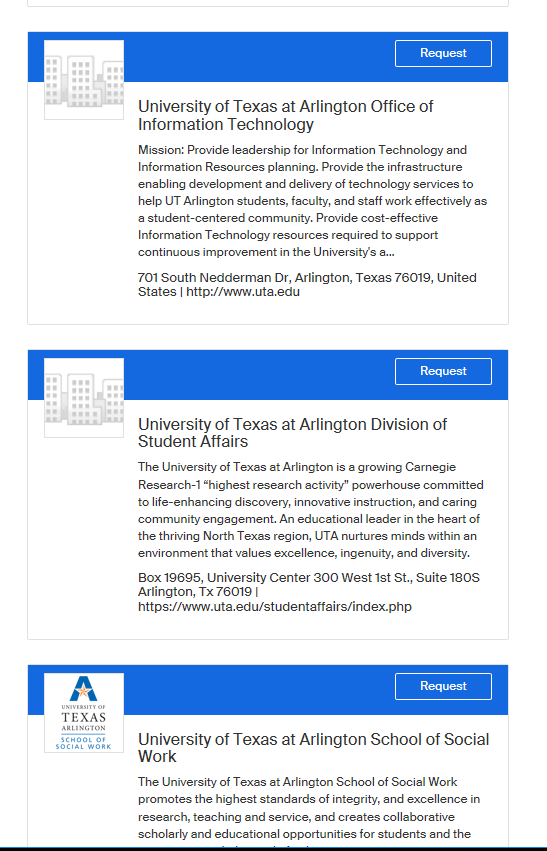 Request
University of Texas at Arlington Office of
Information Technology
Mission: Provide leadership for Information Technology and
Information Resources planning. Provide the infrastructure
enabling development and delivery of technology services to
help UT Arlington students, faculty, and staff work effectively as
a student-centered community. Provide cost-effective
Information Technology resources required to support
continuous improvement in the University's a...
701 South Nedderman Dr, Arlington, Texas 76019, United
States | http://www.uta.edu
Request
University of Texas at Arlington Division of
Student Affairs
The University of Texas at Arlington is a growing Carnegie
Research-1 “highest research activity” powerhouse committed
to life-enhancing discovery, innovative instruction, and caring
community engagement. An educational leader in the heart of
the thriving North Texas region, UTA nurtures minds within an
environment that values excellence, ingenuity, and diversity.
Box 19695, University Center 300 West 1st St., Suite 180S
Arlington, Tx 76019 |
https://www.uta.edu/studentaffairs/index.php
Request
UNIVERSITY OF
TEXAS
ARLINGTON
SCHOOL OF
SOCIAL WORK
University of Texas at Arlington School of Social
Work
The University of Texas at Arlington School of Social Work
promotes the highest standards of integrity, and excellence in
research, teaching and service, and creates collaborative
scholarly and educational opportunities for students and the